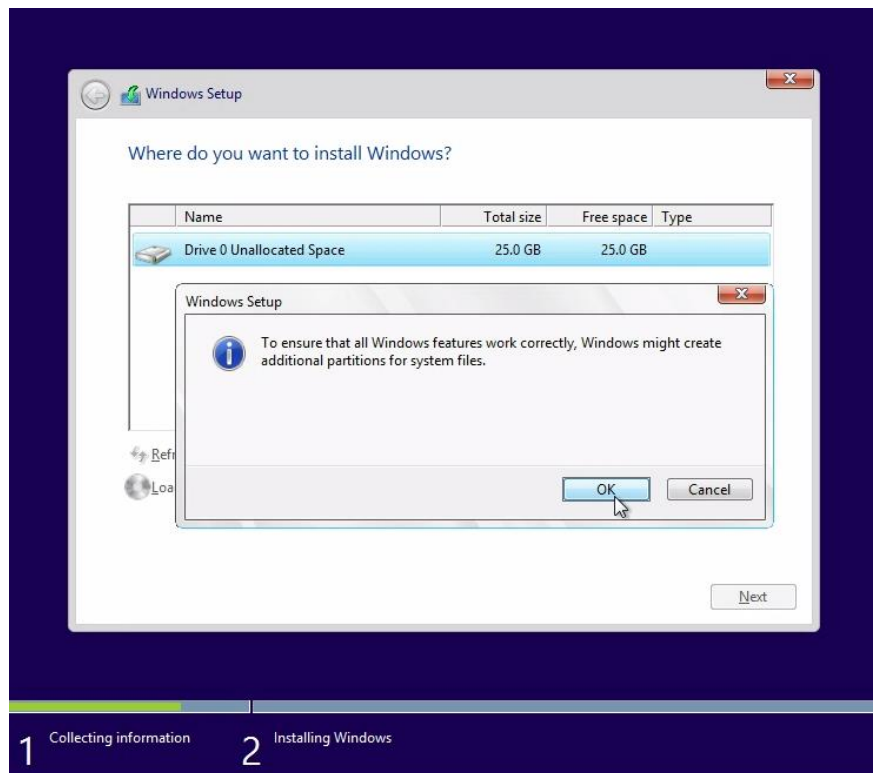 Windows Setup
Where do you want to install Windows?
Name Total size Free space Type
Drive 0 Unallocated Space 25.0 GB 25.0 GB
Windows Setup
To ensure that all Windows features work correctly, Windows might create
additional partitions for system files.
Refr
Loa
OK Cancel
Next
1 Collecting information 2 Installing Windows